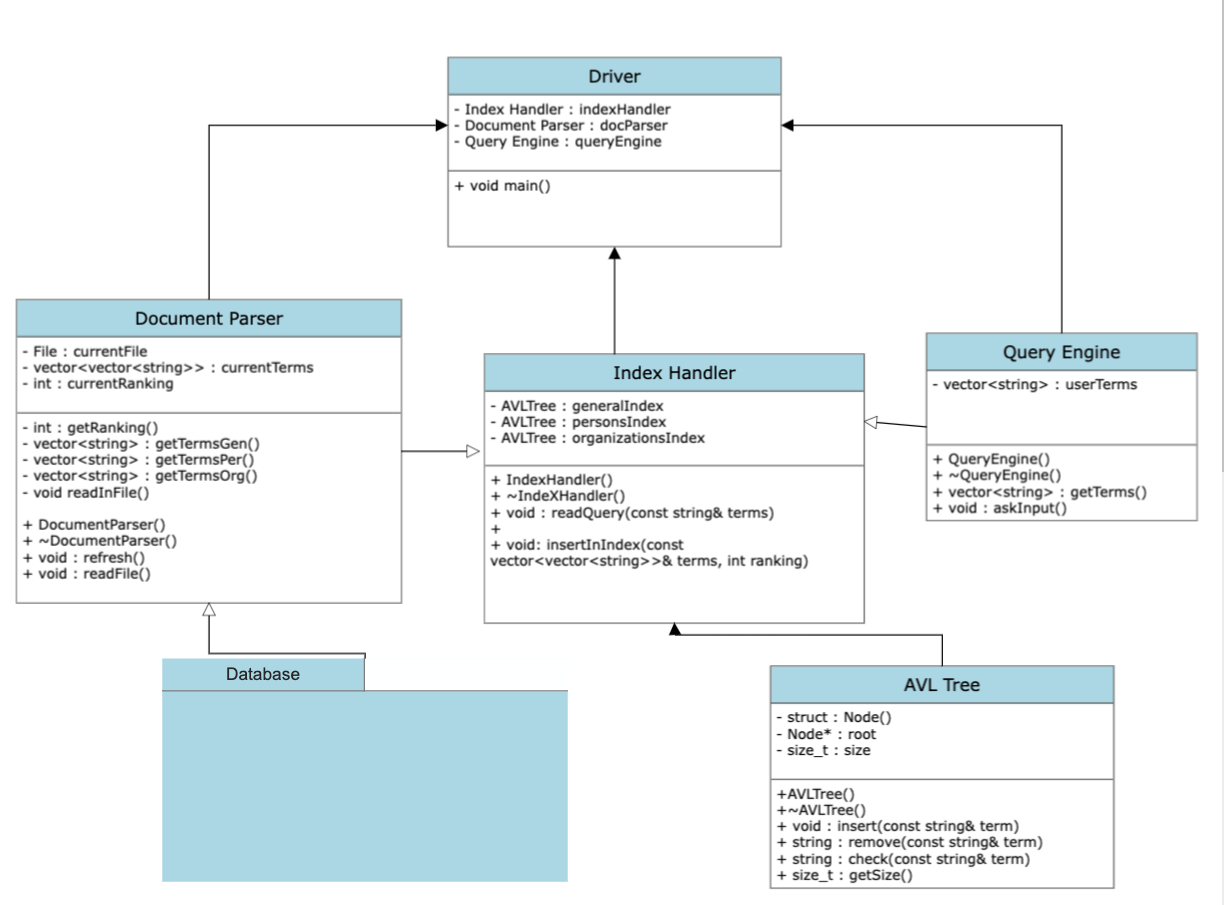 Driver
- Index Handler : indexHandler
- Document Parser : docParser
- Query Engine : queryEngine
+ void main()
Document Parser
- File : currentFile
- vector<vector<string>> : currentTerms
- int : currentRanking
- int : getRanking()
- vector<string> : getTermsGen()
- vector<string> : getTermsPer()
- vector<string> : getTermsOrg()
- void readInFile()
+ DocumentParser()
+ ~DocumentParser()
+ void : refresh()
+ void : readFile()
Index Handler
- AVLTree : generalIndex
- AVLTree : personsIndex
- AVLTree : organizationsIndex
+ IndexHandler()
+ ~IndeXHandler()
+ void : readQuery(const string& terms)
+
+ void: insertInIndex(const
vector<vector<string>>& terms, int ranking)
Query Engine
- vector<string> : userTerms
+ QueryEngine()
+ ~QueryEngine()
+ vector<string> : getTerms()
+ void : askInput()
Database
AVL Tree
- struct : Node()
- Node* : root
- size_t : size
+AVLTree()
+~AVLTree()
+ void : insert(const string& term)
+ string : remove(const string& term)
+ string : check(const string& term)
+ size_t : getSize()